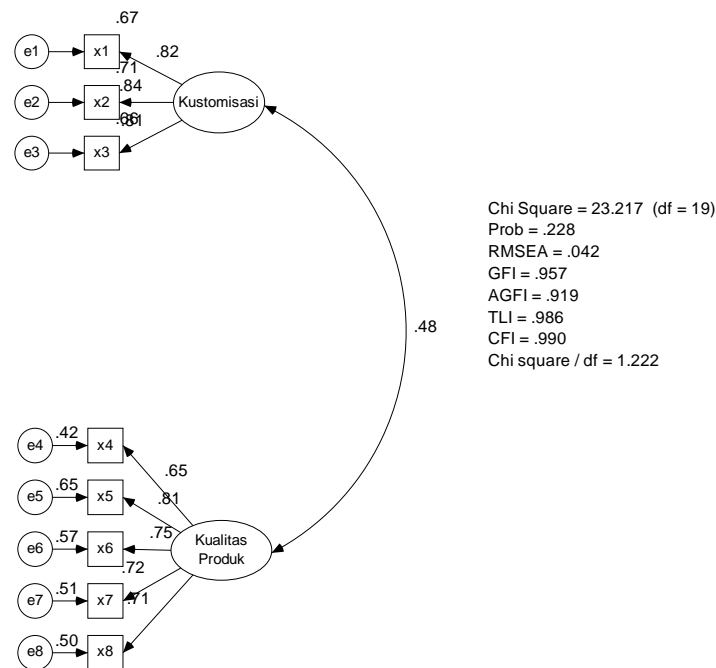 .67
e1
x1
.82
.71
e2
x2
.84
Kustomisasi
.66
.81
e3
x3
Chi Square = 23.217 (df = 19)
Prob = .228
RMSEA = .042
GFI = .957
AGFI = .919
TLI = .986
CFI = .990
Chi square / df = 1.222
.48
.42
e4
x4
.65
.65
e5
x5
.81
.57
e6
x6
.75
Kualitas
Produk
.72
.51
e7
x7
.71
.50
e8
x8